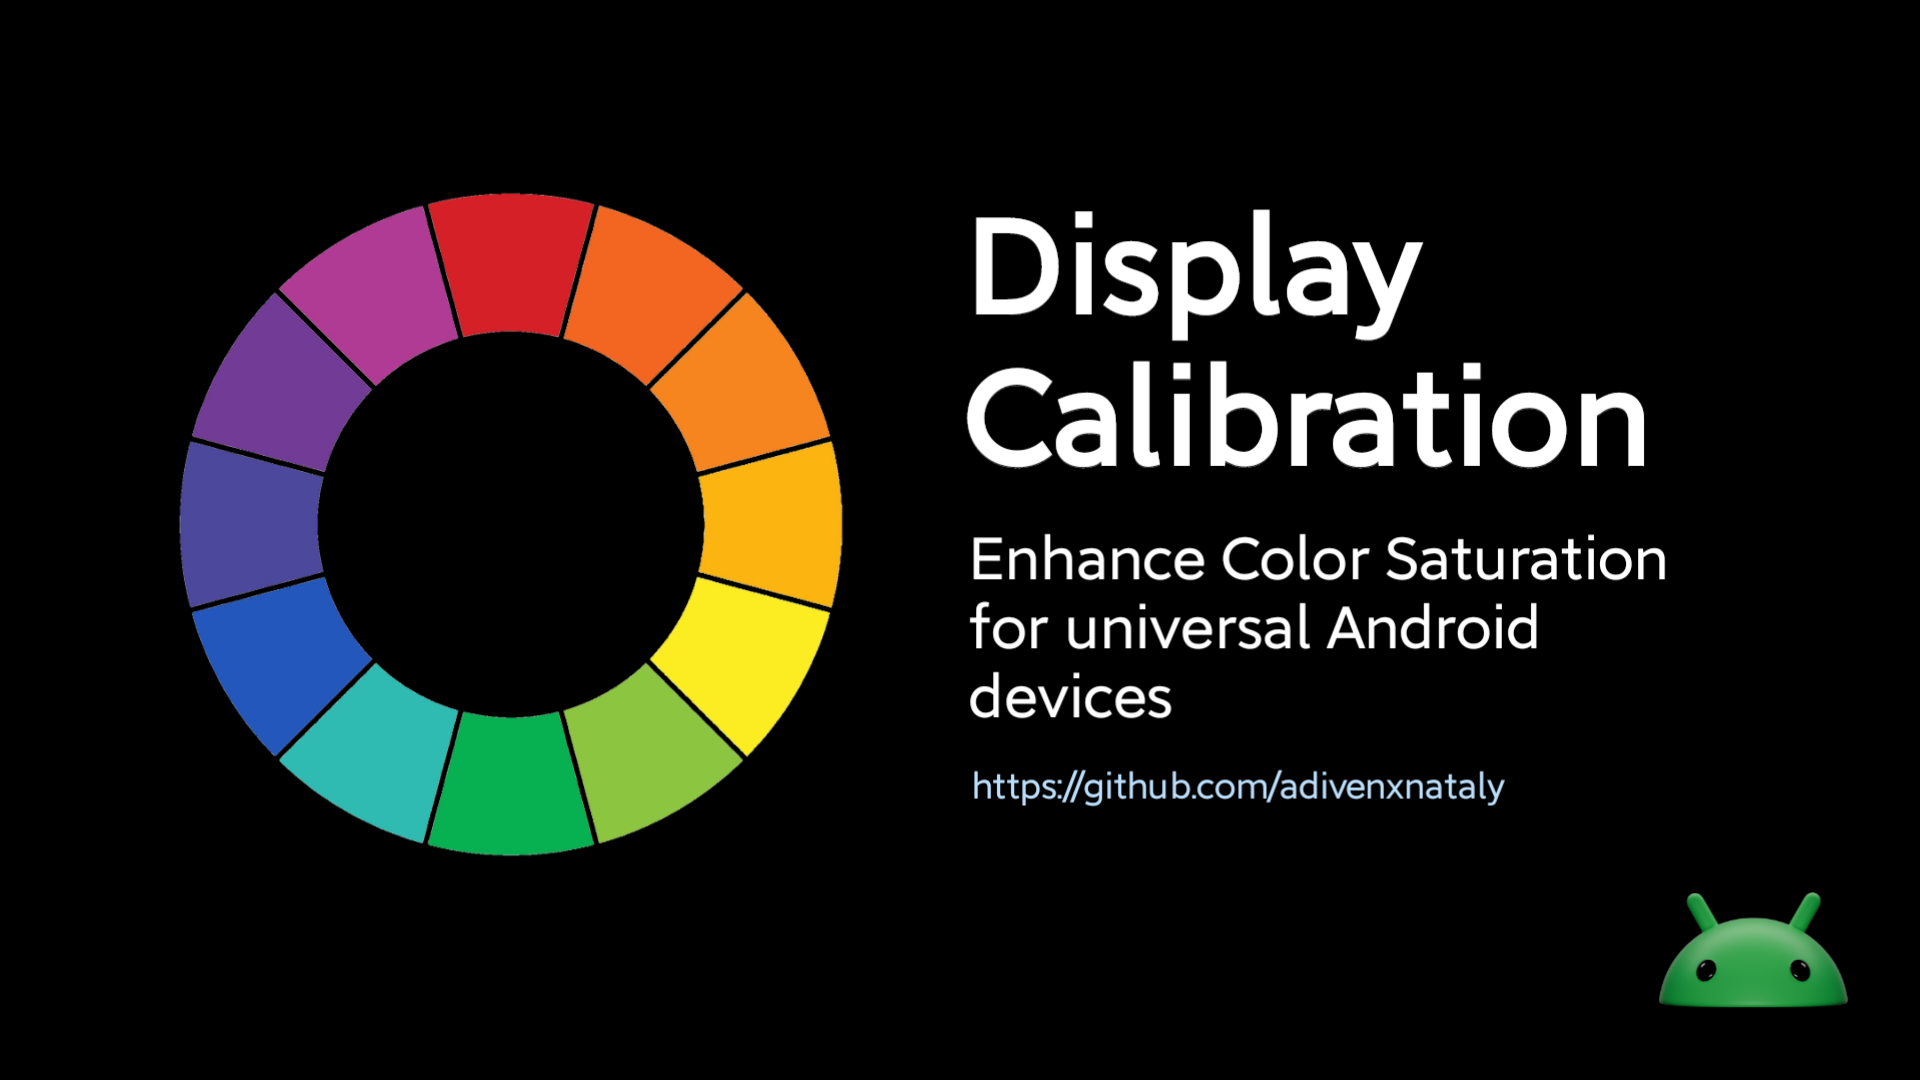 Display
Calibration
Enhance Color Saturation
for universal Android
devices
https://github.com/adivenxnataly